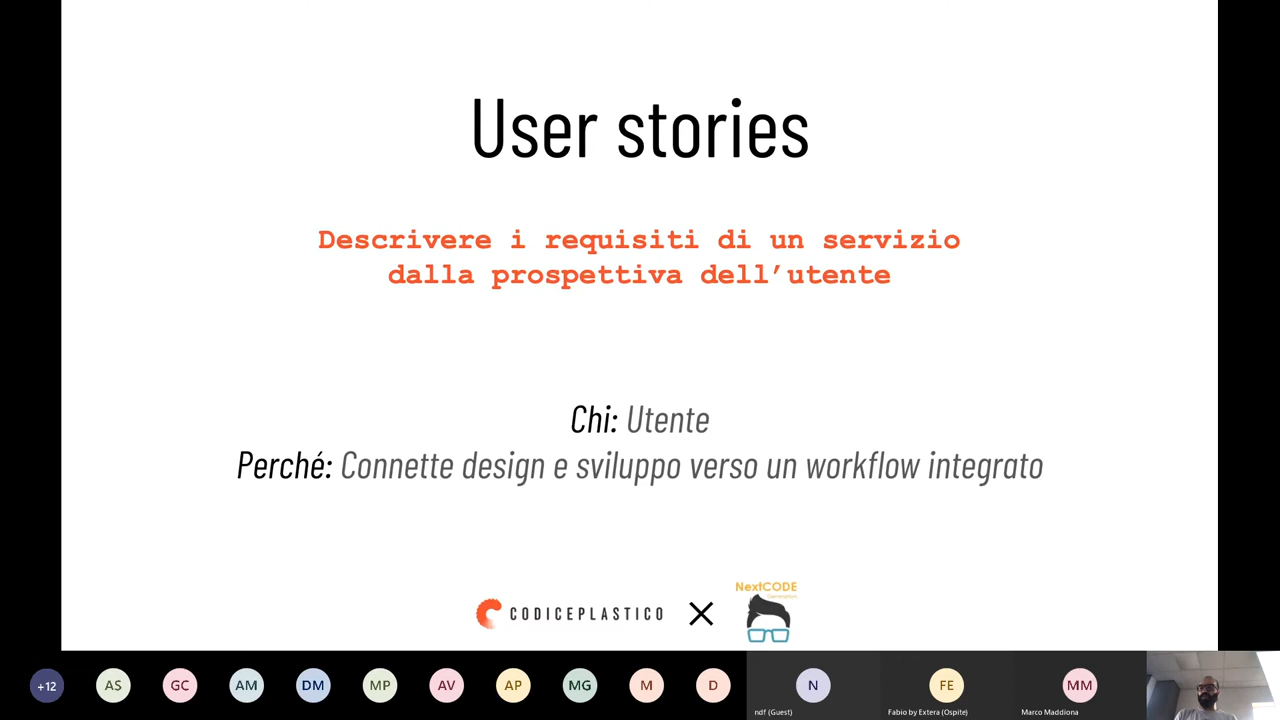 User stories
Descrivere i requisiti di un servizio
dalla prospettiva dell’utente
Chi: Utente
Perché: Connette design e sviluppo verso un workflow integrato
CODICEPLASTICO
NextCODE
Generation
+12
AS
GC
AM
DM
MP
AV
AP
MG
M
D
N
FE
MM
ndf (Guest)
Fabio by Extera (Ospite)
Marco Maddiona